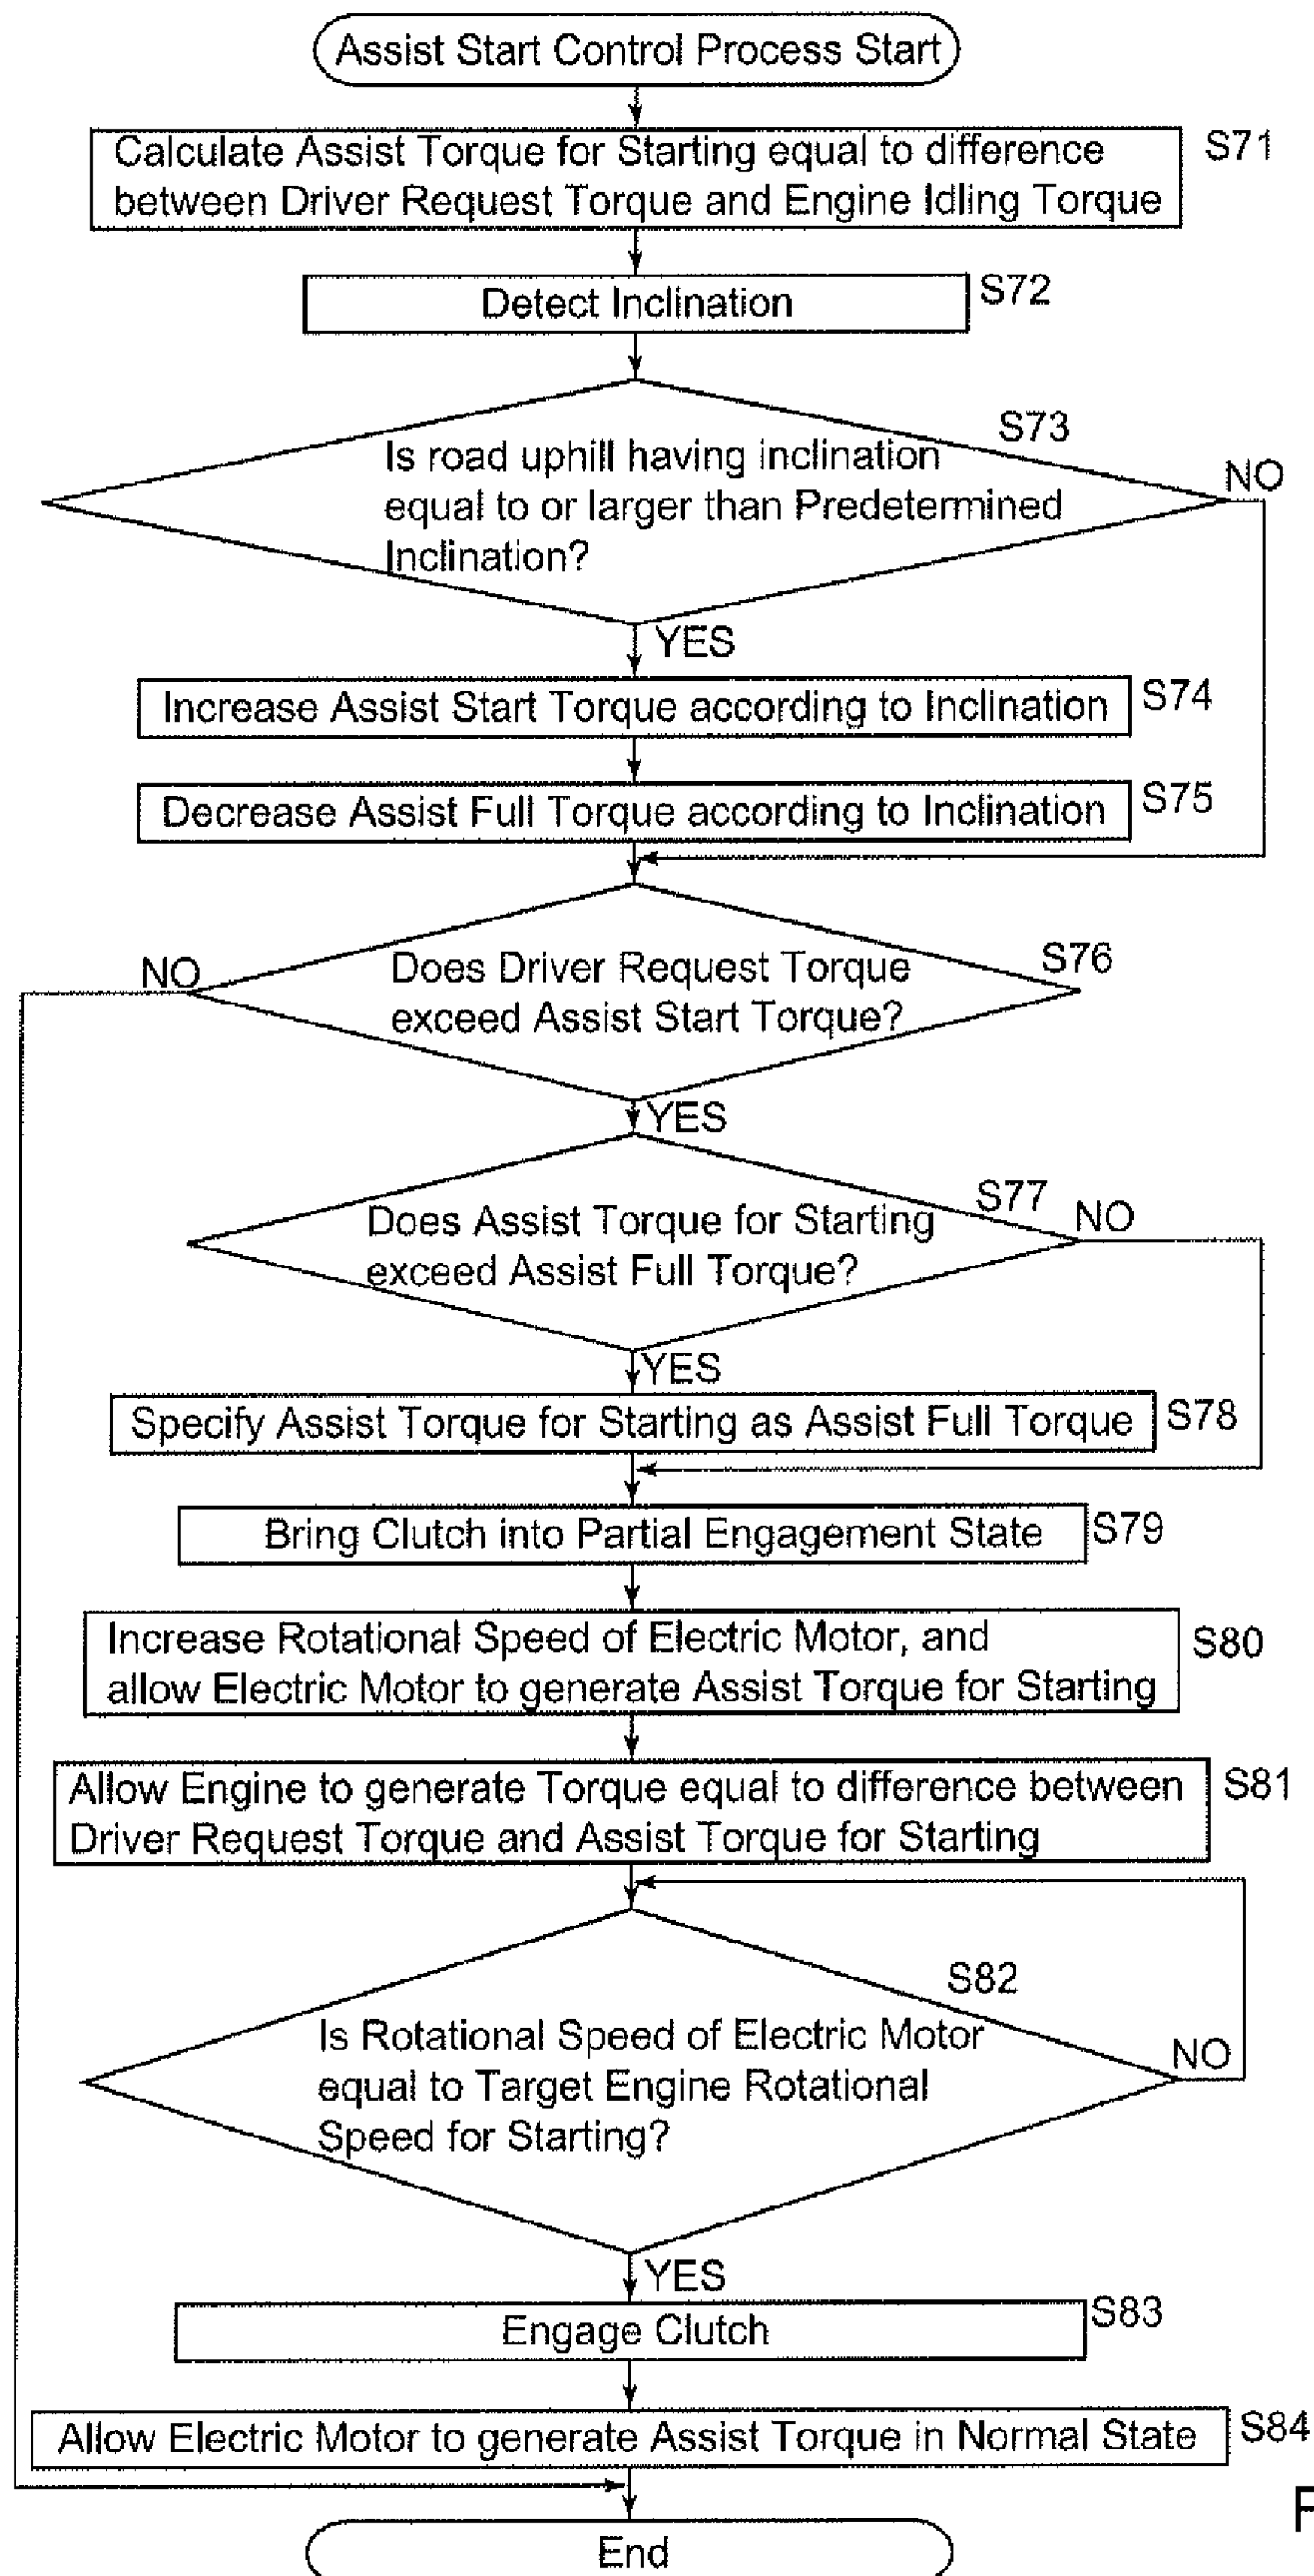 Assist Start Control Process Start
Calculate Assist Torque for Starting equal to difference
between Driver Request Torque and Engine Idling Torque
S71
Detect Inclination
S72
S73
Is road uphill having inclination
equal to or larger than Predetermined
Inclination?
NO
YES
Increase Assist Start Torque according to Inclination
S74
Decrease Assist Full Torque according to Inclination
S75
NO
Does Driver Request Torque
exceed Assist Start Torque?
S76
YES
S77
NO
Does Assist Torque for Starting
exceed Assist Full Torque?
YES
Specify Assist Torque for Starting as Assist Full Torque
S78
Bring Clutch into Partial Engagement State
S79
Increase Rotational Speed of Electric Motor, and
allow Electric Motor to generate Assist Torque for Starting
S80
Allow Engine to generate Torque equal to difference between
Driver Request Torque and Assist Torque for Starting
S81
S82
Is Rotational Speed of Electric Motor
equal to Target Engine Rotational
Speed for Starting?
NO
YES
Engage Clutch
S83
Allow Electric Motor to generate Assist Torque in Normal State
S84
End